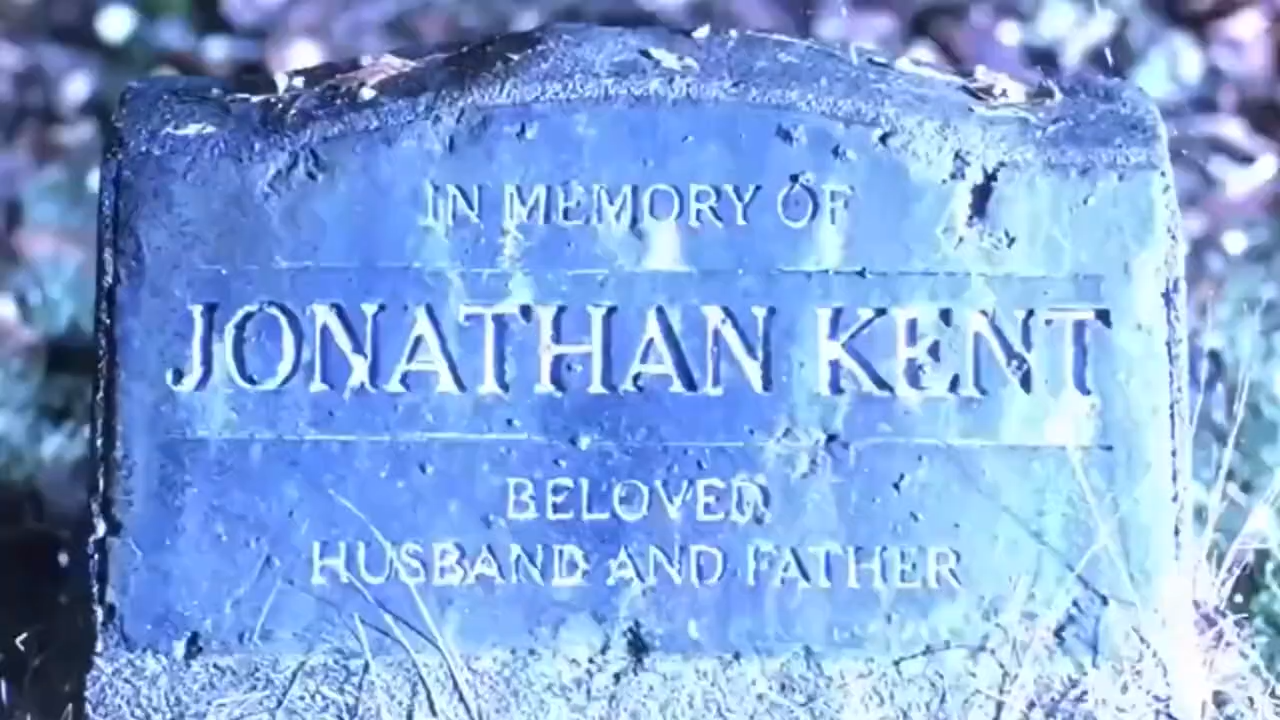 IN MEMORY OF
JONATHAN KENT
BELOVED
HUSBAND AND FATHER